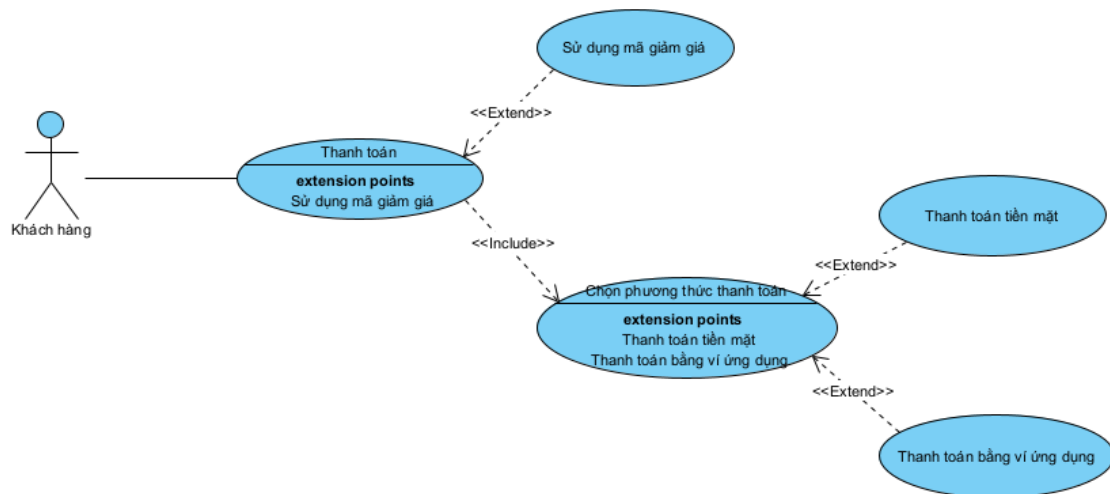 Sử dụng mã giảm giá
<<Extend>>
Thanh toán
extension points
Sử dụng mã giảm giá
Khách hàng
<<Include>>
Thanh toán tiền mặt
<<Extend>>
Chọn phương thức thanh toán
extension points
Thanh toán tiền mặt
Thanh toán bằng ví ứng dụng
<<Extend>>
Thanh toán bằng ví ứng dụng